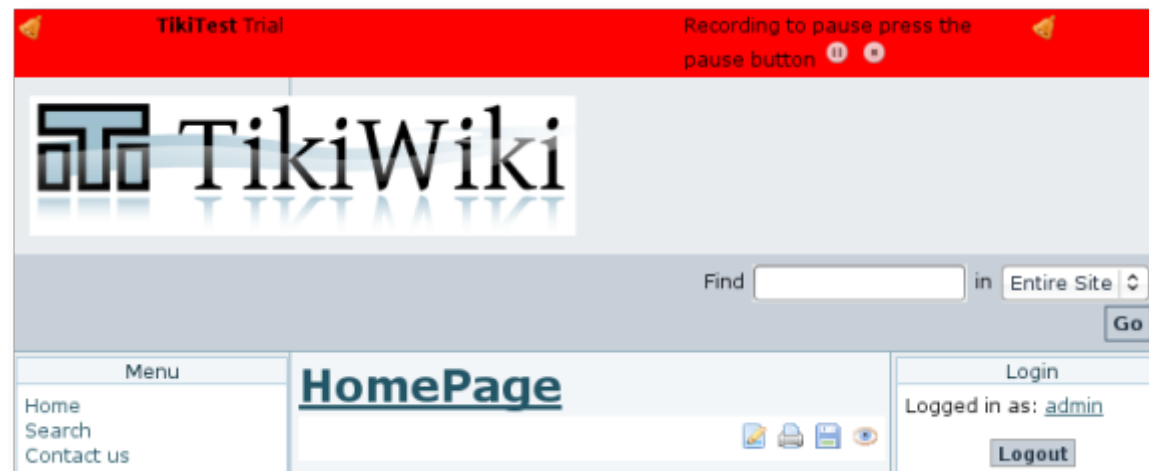 TikiTest Trial
Recording to pause press the
pause button
TikiWiki
Find
in
Entire Site
Go
Menu
Home
Search
Contact us
HomePage
Login
Logged in as: admin
Logout